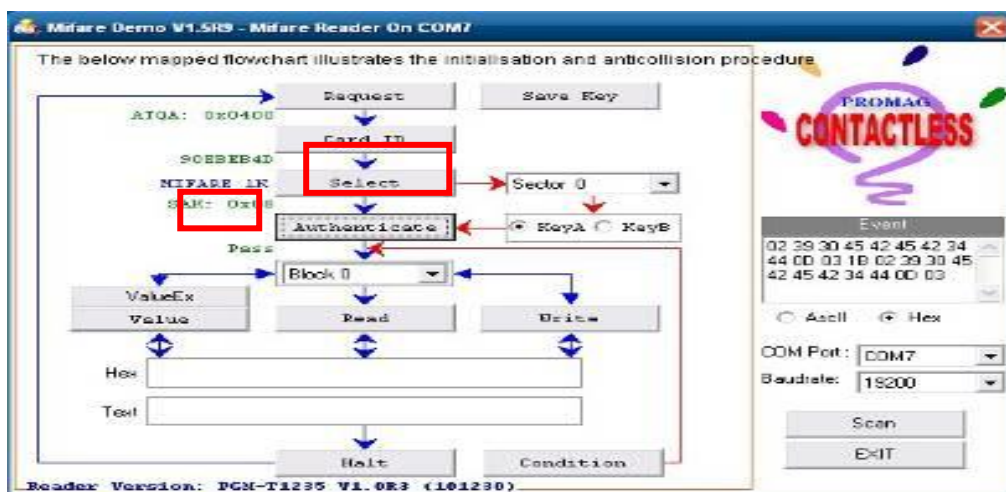 Mifare Demo V1.5R9 - Mifare Reader On COM7
The below mapped flowchart illustrates the initialisation and anticollision procedure
Request
Save Key
ATQA: 0x0400
Card ID
90EBEB4D
MIFARE 1K
Select
Sector 0
SAK: 0x08
Authenticate
KeyA
KeyB
Pass
Block 0
ValueEx
Value
Read
Write
Hex
Text
Halt
Condition
Reader Version: PGM-T1235 V1.0R3 (101230)
PROMAG
CONTACTLESS
Event
02 39 30 45 42 45 42 34
44 0D 03 1B 02 39 30 45
42 45 42 34 44 0D 03
Ascii
Hex
COM Port :
COM7
Baudrate:
19200
Scan
EXIT